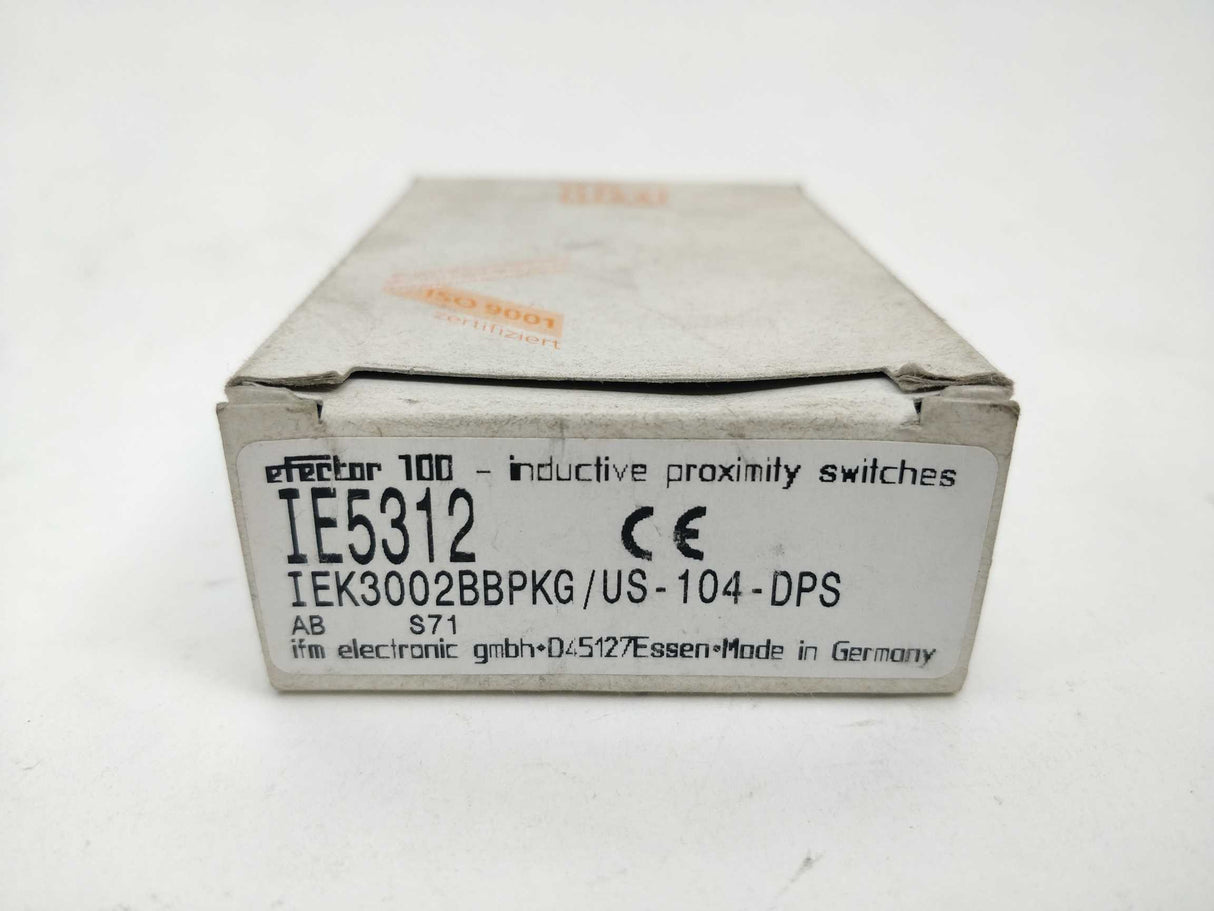 ISO 9001
zertifiziert
efector 100 - inductive proximity switches
IE5312 CE
IEK3002BBPKG/US-104-DPS
AB S71
ifm electronic gmbh•D45127Essen•Made in Germany